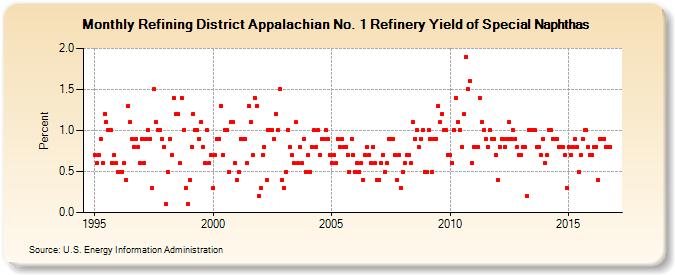 Monthly Refining District Appalachian No. 1 Refinery Yield of Special Naphthas
Percent
2.0
1.5
1.0
0.5
0.0
1995 2000 2005 2010 2015
Source: U.S. Energy Information Administration